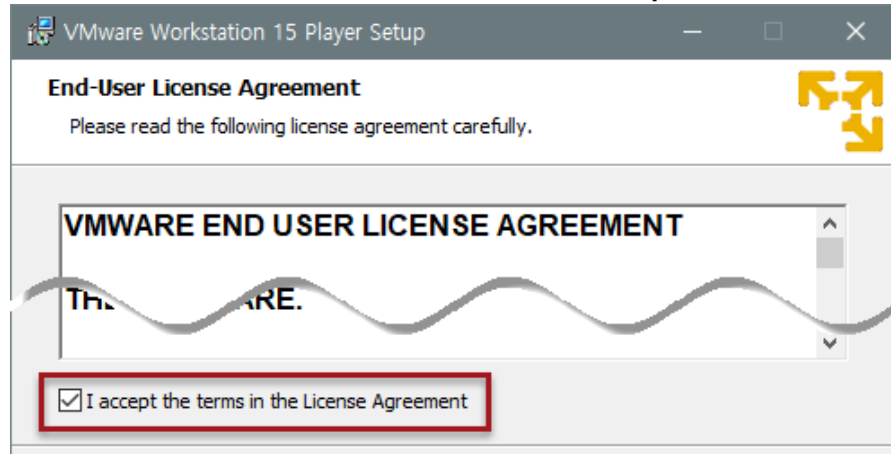 VMware Workstation 15 Player Setup
End-User License Agreement
Please read the following license agreement carefully.
VMWARE END USER LICENSE AGREEMENT
I accept the terms in the License Agreement